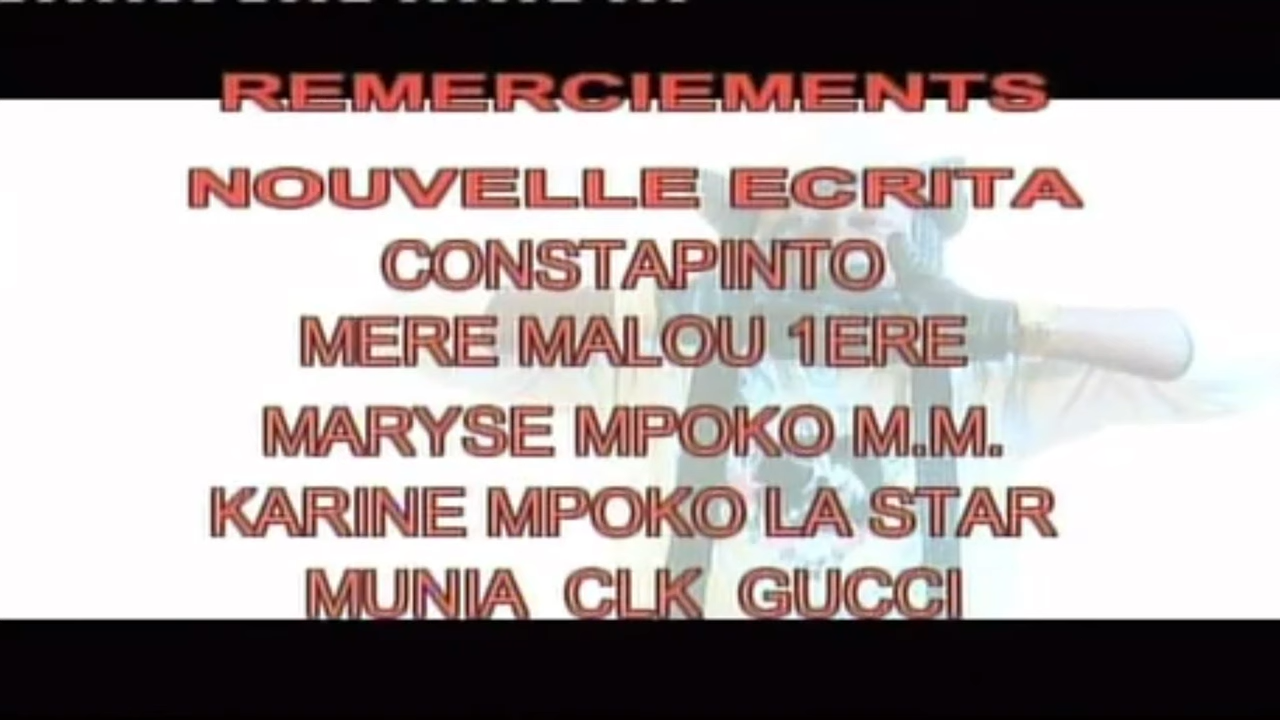 REMERCIEMENTS
NOUVELLE ECRITA
CONSTAPINTO
MERE MALOU 1ERE
MARYSE MPOKO M.M.
KARINE MPOKO LA STAR
MUNIA CLK GUCCI